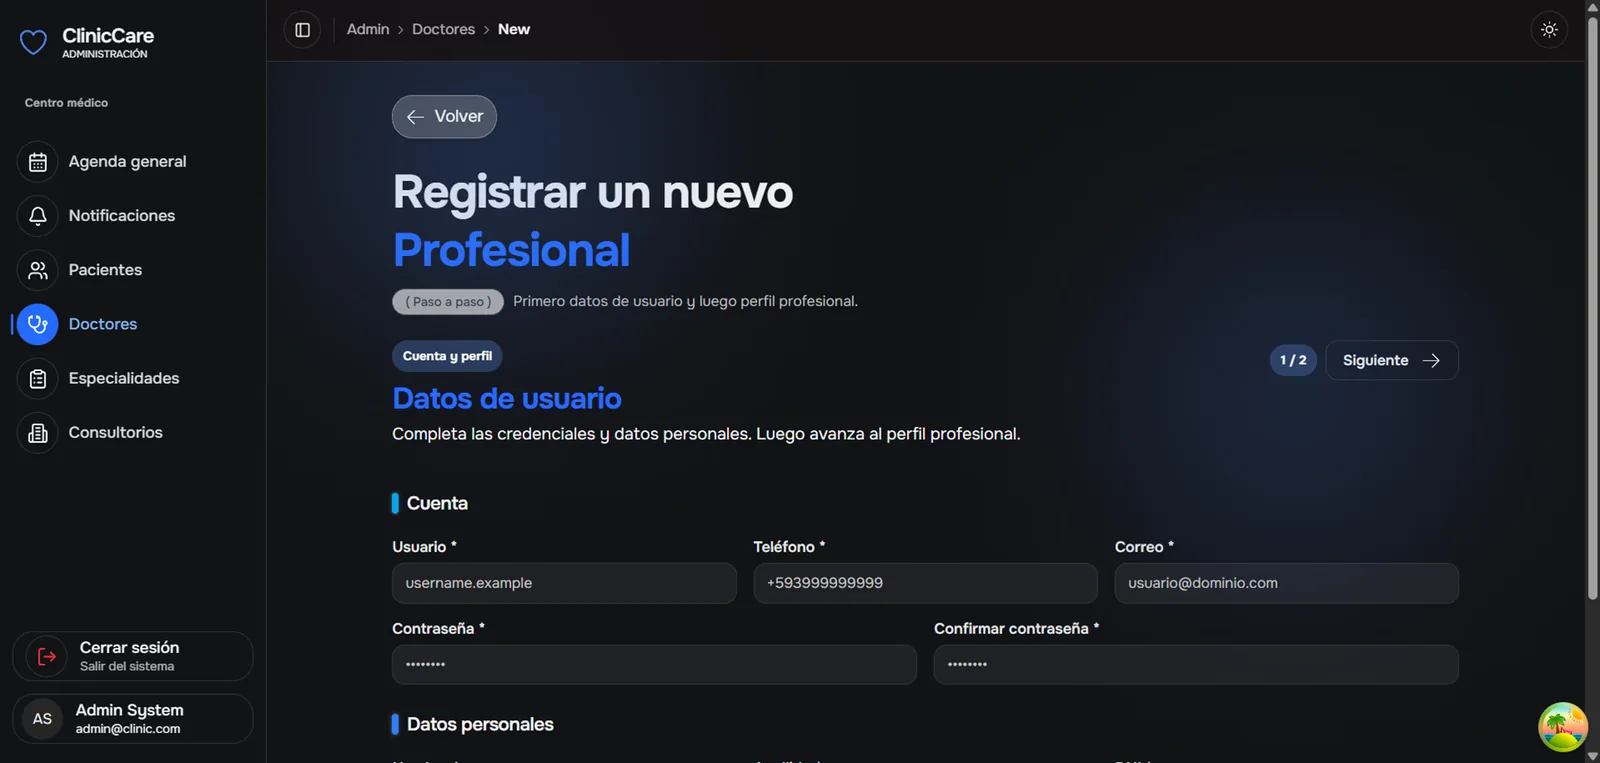 ClinicCare
ADMINISTRACIÓN
Centro médico
Agenda general
Notificaciones
Pacientes
Doctores
Especialidades
Consultorios
Cerrar sesión
Salir del sistema
AS
Admin System
admin@clinic.com
Admin > Doctores > New
Volver
Registrar un nuevo
Profesional
( Paso a paso ) Primero datos de usuario y luego perfil profesional.
Cuenta y perfil
1 / 2 Siguiente
Datos de usuario
Completa las credenciales y datos personales. Luego avanza al perfil profesional.
Cuenta
Usuario * Teléfono * Correo *
username.example +593999999999 usuario@dominio.com
Contraseña * Confirmar contraseña *
•••••••• ••••••••
Datos personales